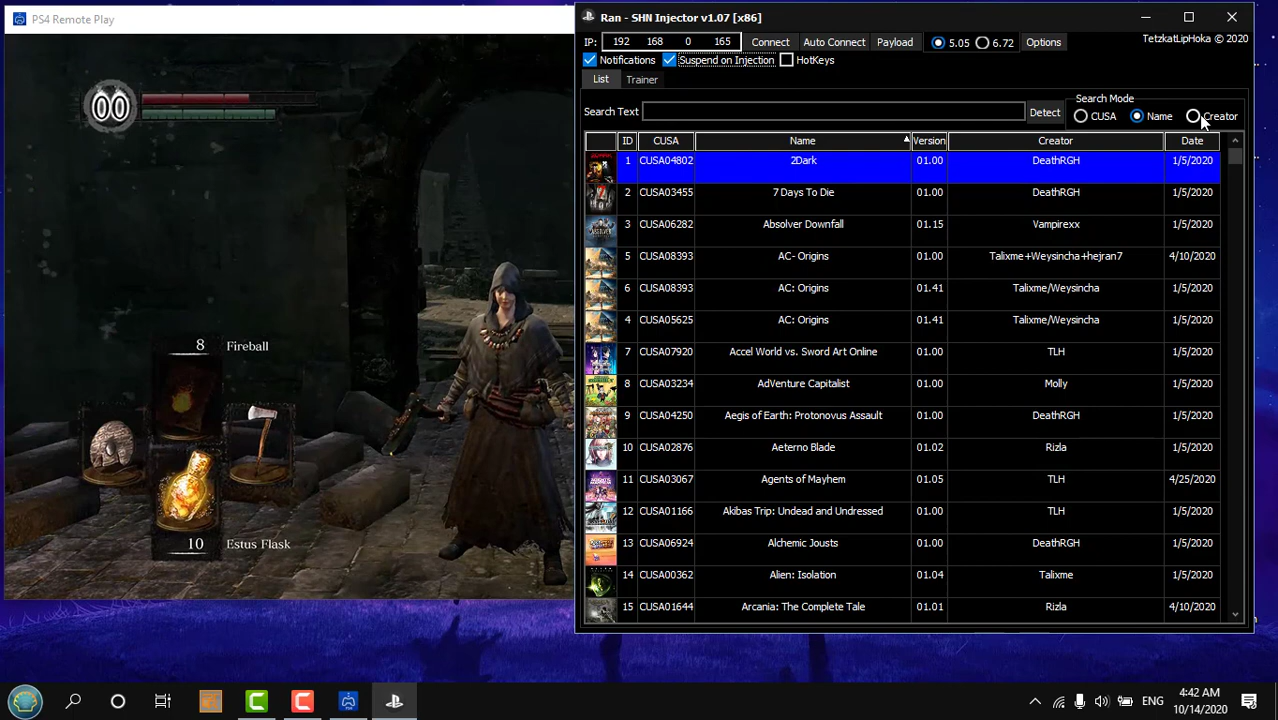 PS4 Remote Play
00
8 Fireball
10 Estus Flask
Ran - SHN Injector v1.07 [x86]
IP: 192 168 0 165 Connect Auto Connect Payload 5.05 6.72 Options TetzkatLipHoka © 2020
Notifications Suspend on Injection HotKeys
List Trainer
Search Text Detect Search Mode
CUSA Name Creator
ID CUSA Name Version Creator Date
1 CUSA04802 2Dark 01.00 DeathRGH 1/5/2020
2 CUSA03455 7 Days To Die 01.00 DeathRGH 1/5/2020
3 CUSA06282 Absolver Downfall 01.15 Vampirexx 1/5/2020
5 CUSA08393 AC- Origins 01.00 Talixme+Weysincha+hejran7 4/10/2020
6 CUSA08393 AC: Origins 01.41 Talixme/Weysincha 1/5/2020
4 CUSA05625 AC: Origins 01.41 Talixme/Weysincha 1/5/2020
7 CUSA07920 Accel World vs. Sword Art Online 01.00 TLH 1/5/2020
8 CUSA03234 AdVenture Capitalist 01.00 Molly 1/5/2020
9 CUSA04250 Aegis of Earth: Protonovus Assault 01.00 DeathRGH 1/5/2020
10 CUSA02876 Aeterno Blade 01.02 Rizla 1/5/2020
11 CUSA03067 Agents of Mayhem 01.05 TLH 4/25/2020
12 CUSA01166 Akibas Trip: Undead and Undressed 01.00 TLH 1/5/2020
13 CUSA06924 Alchemic Jousts 01.00 DeathRGH 1/5/2020
14 CUSA00362 Alien: Isolation 01.04 Talixme 1/5/2020
15 CUSA01644 Arcania: The Complete Tale 01.01 Rizla 4/10/2020
ENG 4:42 AM
10/14/2020